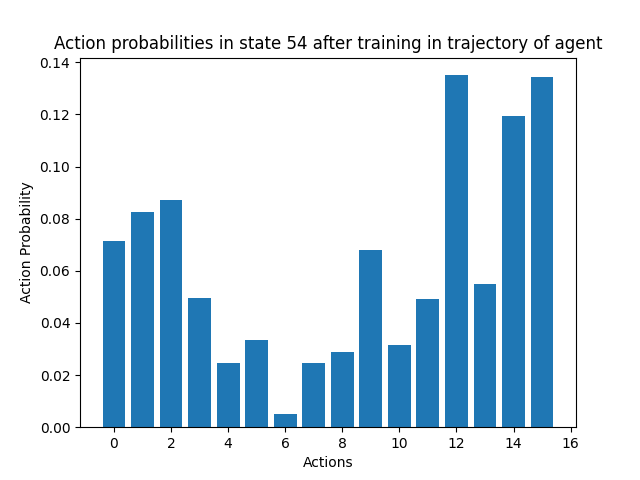 Action probabilities in state 54 after training in trajectory of agent
0.14
0.12
0.10
0.08
0.06
0.04
0.02
0.00
Action Probability
0 2 4 6 8 10 12 14 16
Actions